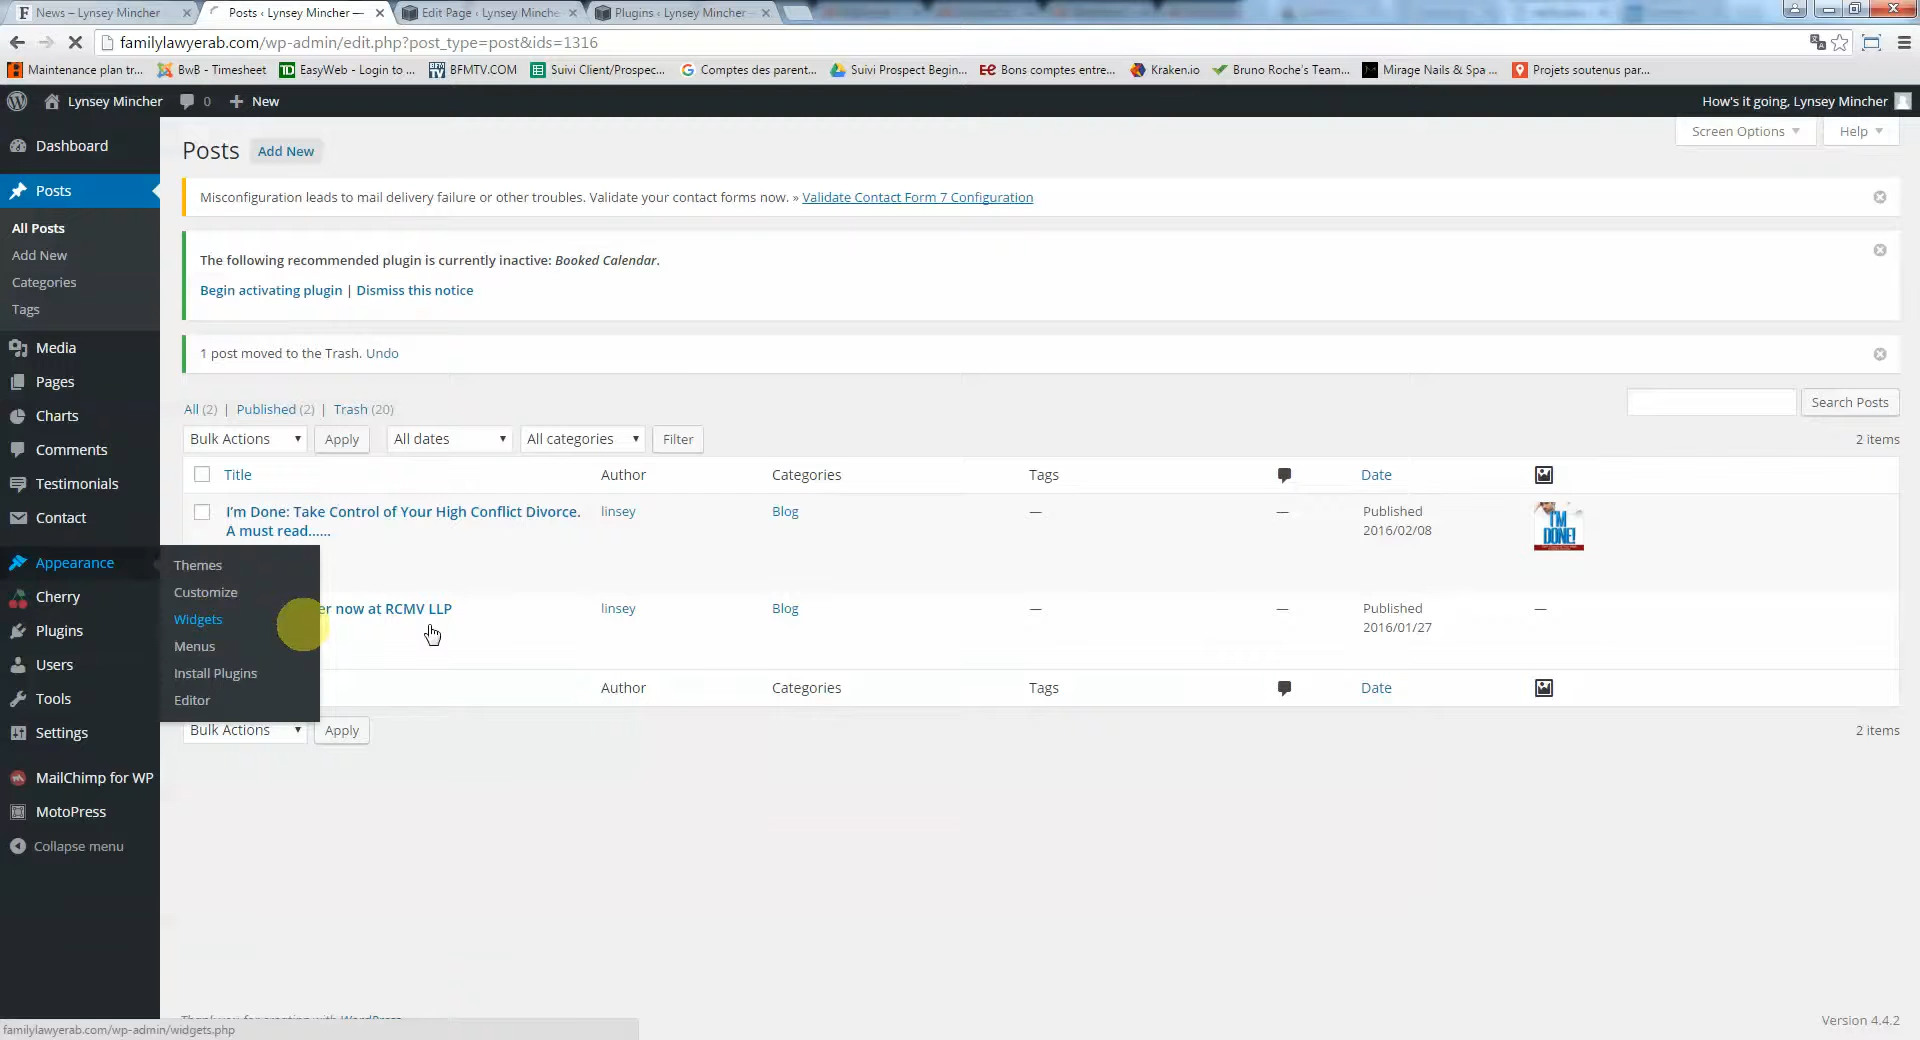 News – Lynsey Mincher
Posts ‹ Lynsey Mincher —
Edit Page ‹ Lynsey Minche
Plugins ‹ Lynsey Mincher
familylawyerab.com/wp-admin/edit.php?post_type=post&ids=1316
Maintenance plan tr...
BwB - Timesheet
EasyWeb - Login to ...
BFMTV.COM
Suivi Client/Prospec...
Comptes des parent...
Suivi Prospect Begin...
Bons comptes entre...
Kraken.io
Bruno Roche's Team...
Mirage Nails & Spa ...
Projets soutenus par...
Lynsey Mincher 0 New
How's it going, Lynsey Mincher
Screen Options Help
Dashboard
Posts
All Posts
Add New
Categories
Tags
Media
Pages
Charts
Comments
Testimonials
Contact
Appearance
Cherry
Plugins
Users
Tools
Settings
MailChimp for WP
MotoPress
Collapse menu
Themes
Customize
Widgets
Menus
Install Plugins
Editor
Posts Add New
Misconfiguration leads to mail delivery failure or other troubles. Validate your contact forms now. » Validate Contact Form 7 Configuration
The following recommended plugin is currently inactive: Booked Calendar.
Begin activating plugin | Dismiss this notice
1 post moved to the Trash. Undo
All (2) | Published (2) | Trash (20)
Search Posts
Bulk Actions Apply All dates All categories Filter
2 items
Title Author Categories Tags Date
I'm Done: Take Control of Your High Conflict Divorce. linsey Blog — — Published
A must read...... 2016/02/08
I'M DONE!
er now at RCMV LLP linsey Blog — — Published —
2016/01/27
Author Categories Tags Date
Bulk Actions Apply
2 items
Thank you for creating with WordPress.
Version 4.4.2
familylawyerab.com/wp-admin/widgets.php